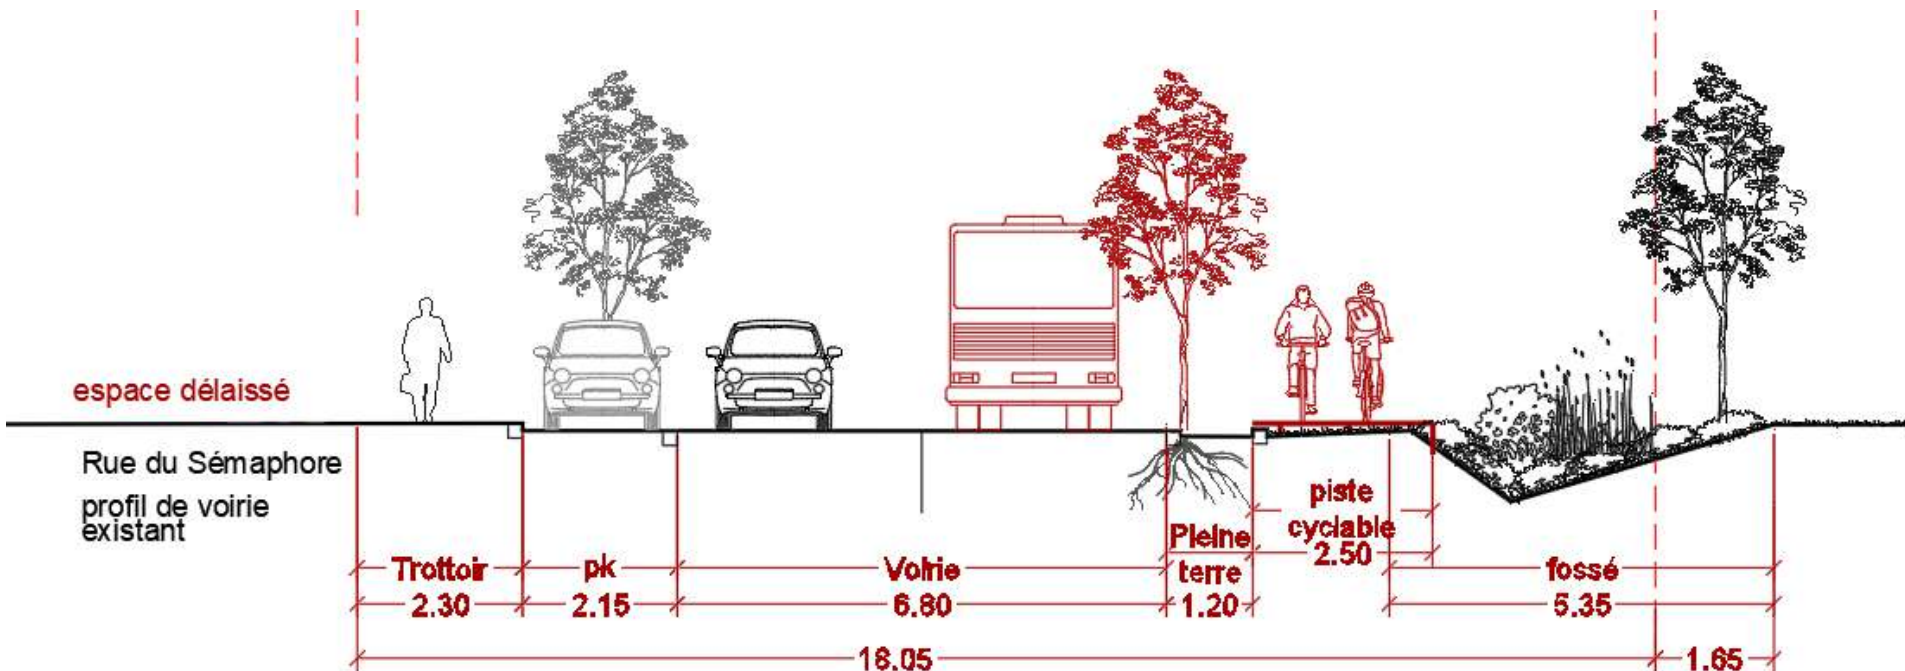 espace délaissé
Rue du Sémaphore
profil de voirie
existant
Trottoir
2.30
pk
2.15
Voirie
6.80
Pleine
terre
1.20
piste
cyclable
2.50
fossé
5.35
18.05
1.65